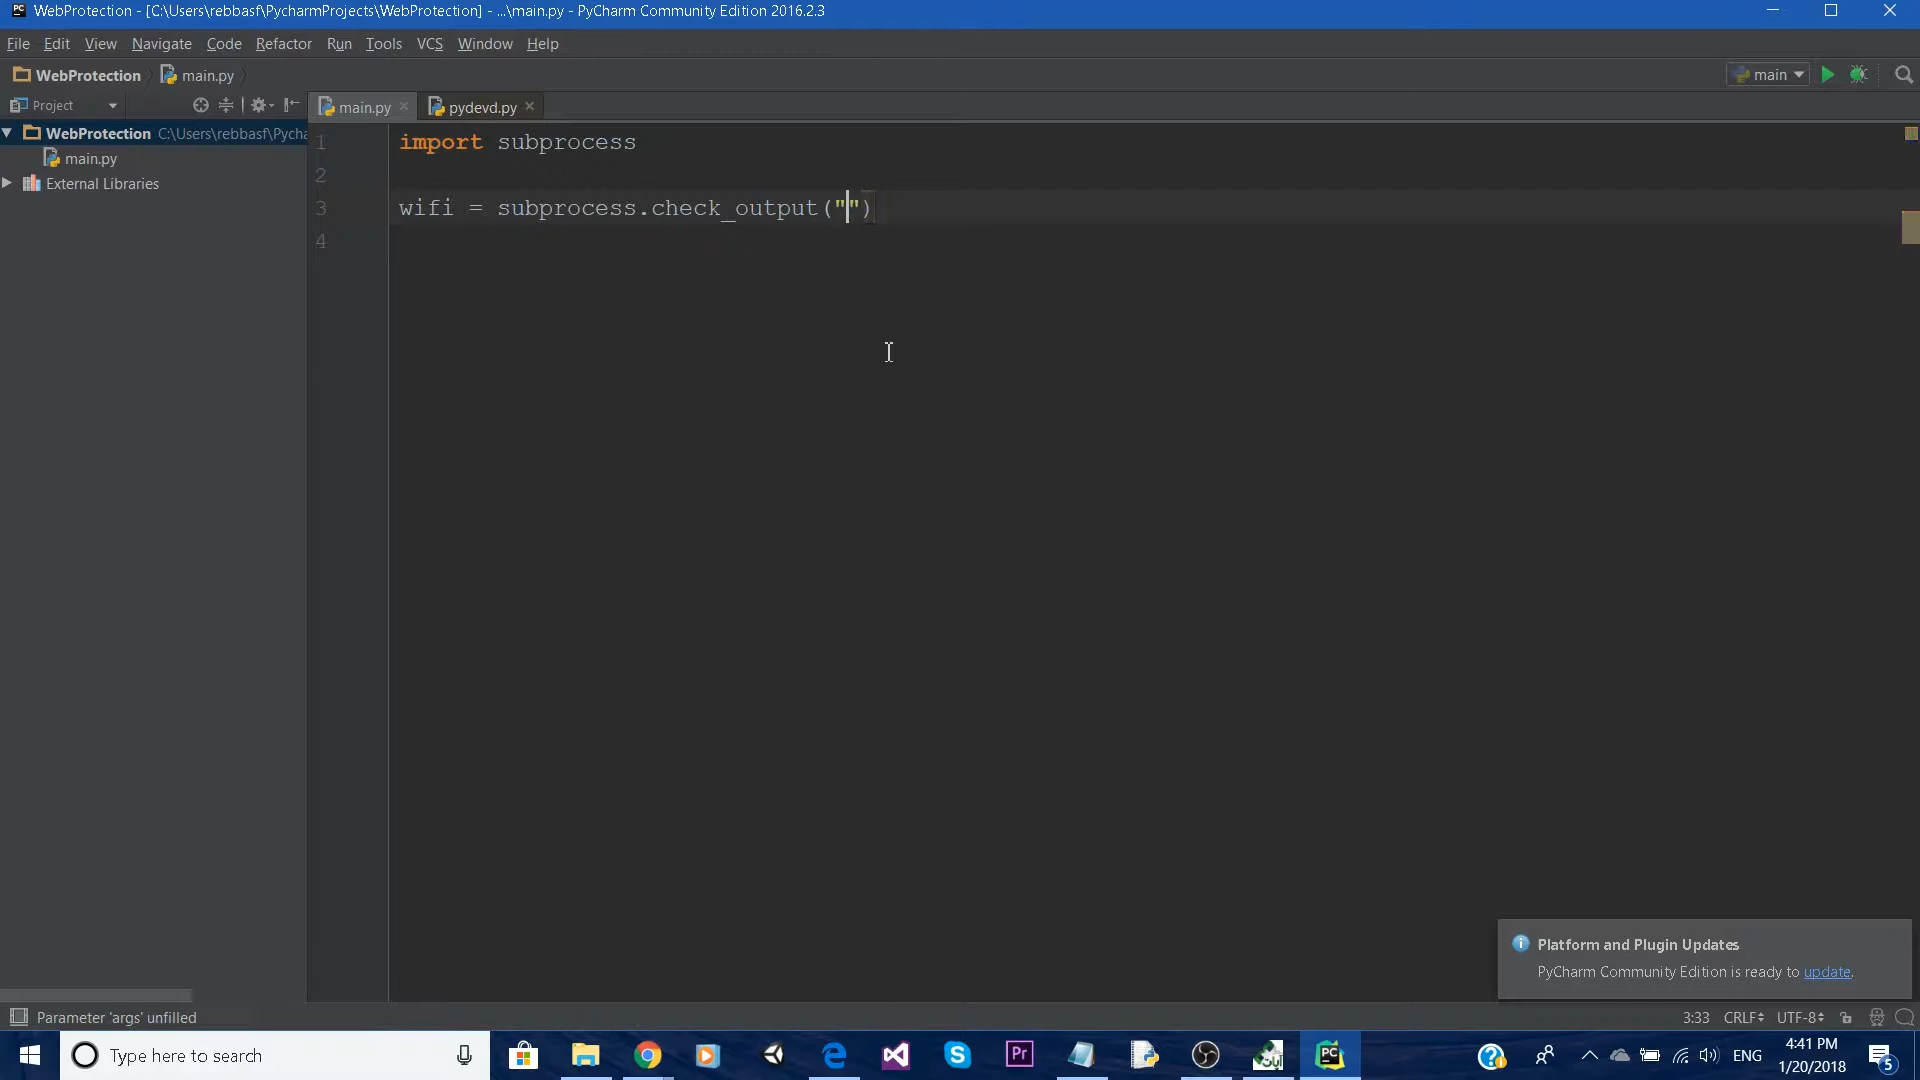 WebProtection - [C:\Users\rebbasf\PycharmProjects\WebProtection] - ...\main.py - PyCharm Community Edition 2016.2.3
File Edit View Navigate Code Refactor Run Tools VCS Window Help
WebProtection main.py main
Project main.py pydevd.py
WebProtection C:\Users\rebbasf\Pycha
main.py
External Libraries
1 import subprocess
2
3 wifi = subprocess.check_output("")
4
Platform and Plugin Updates
PyCharm Community Edition is ready to update.
Parameter 'args' unfilled 3:33 CRLF UTF-8
Type here to search Pr PC ENG 4:41 PM
1/20/2018 5